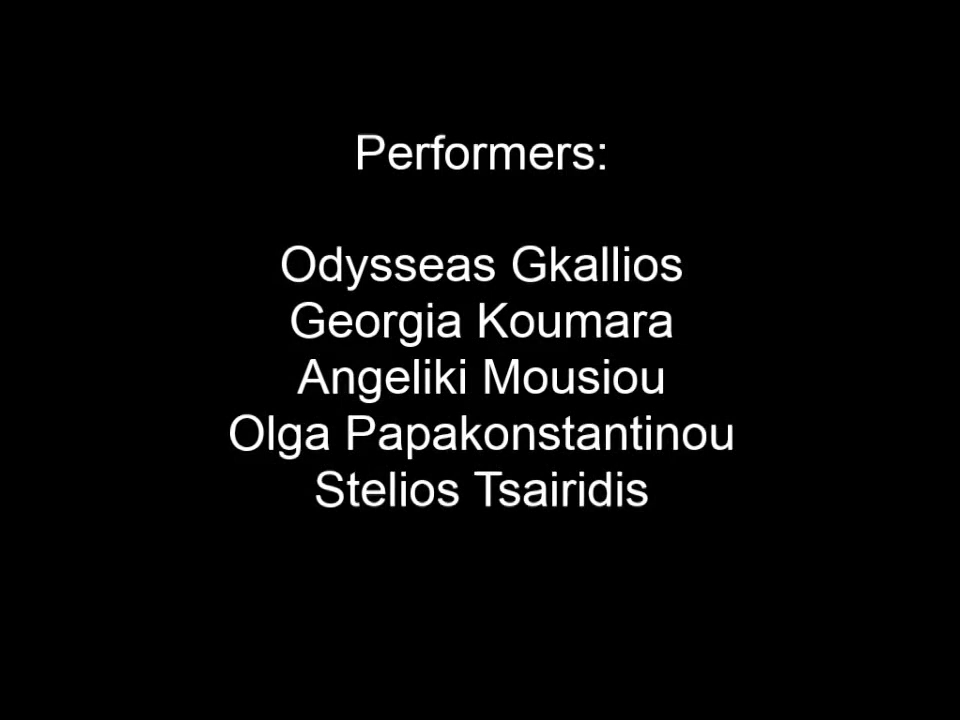 Performers:
Odysseas Gkallios
Georgia Koumara
Angeliki Mousiou
Olga Papakonstantinou
Stelios Tsairidis